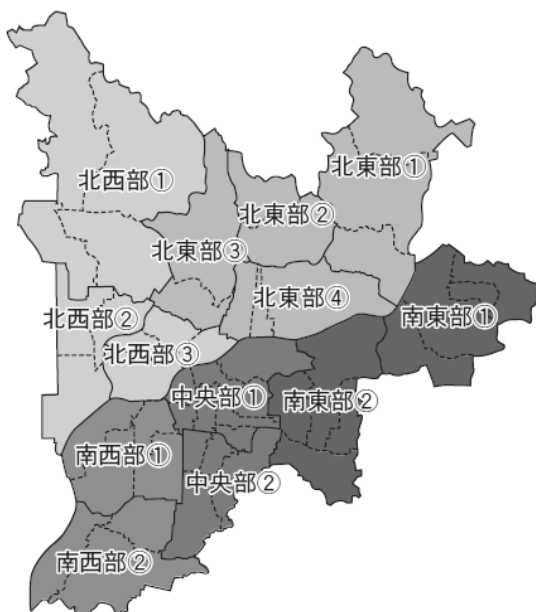 北西部①
北東部①
北東部②
北東部③
北東部④
南東部①
北西部②
北西部③
中央部①
南東部②
南西部①
中央部②
南西部②